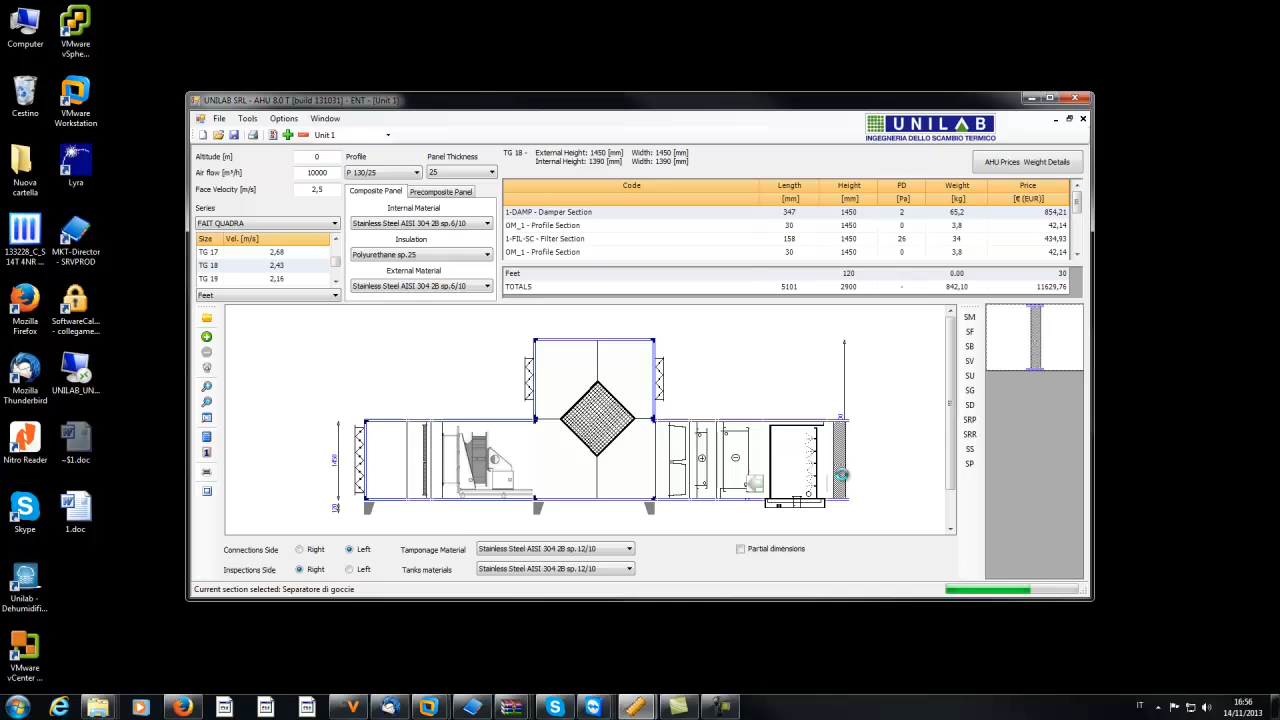 Computer
VMware
vSphe...
Cestino
VMware
Workstation
Nuova
cartella
Lyra
133228_C_S
14T 4NR ...
MKT-Director
- SRVPROD
Mozilla
Firefox
SoftwareCal...
collegame...
Mozilla
Thunderbird
UNILAB_UN...
Nitro Reader
~$1.doc
Skype
1.doc
Unilab -
Dehumidifi...
VMware
vCenter ...
UNILAB SRL - AHU 8.0 T [build 131031] - ENT - [Unit 1]
File Tools Options Window
Unit 1
UNILAB
INGEGNERIA DELLO SCAMBIO TERMICO
Altitude [m] 0 Profile Panel Thickness
Air flow [m³/h] 10000 P 130/25 25
Face Velocity [m/s] 2,5 Composite Panel Precomposite Panel
Series Internal Material
FAIT QUADRA Stainless Steel AISI 304 2B sp.6/10
Size Vel. [m/s] Insulation
TG 17 2,68 Polyurethane sp.25
TG 18 2,43 External Material
TG 19 2,16 Stainless Steel AISI 304 2B sp.6/10
Feet
TG 18 - External Height: 1450 [mm] Width: 1450 [mm]
Internal Height: 1390 [mm] Width: 1390 [mm]
AHU Prices Weight Details
Code Length Height PD Weight Price
[mm] [mm] [Pa] [kg] [€ (EUR)]
1-DAMP - Damper Section 347 1450 2 65,2 854,21
OM_1 - Profile Section 30 1450 0 3,8 42,14
1-FIL-SC - Filter Section 158 1450 26 34 434,93
OM_1 - Profile Section 30 1450 0 3,8 42,14
Feet 120 0.00 30
TOTALS 5101 2900 - 842,10 11629,76
1450
120
SM
SF
SB
SV
SU
SG
SD
SRP
SRR
SS
SP
1
Connections Side Right Left Tamponage Material Stainless Steel AISI 304 2B sp.12/10 Partial dimensions
Inspections Side Right Left Tanks materials Stainless Steel AISI 304 2B sp.12/10
Current section selected: Separatore di goccie
IT 16:56
14/11/2013